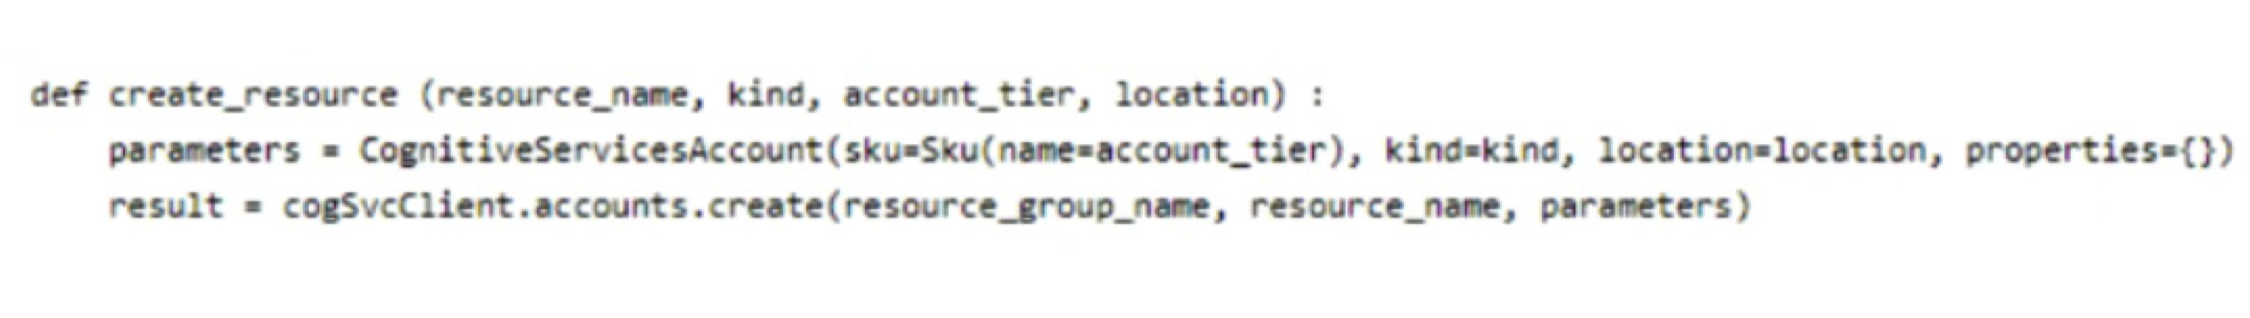 def create_resource (resource_name, kind, account_tier, location) :
    parameters = CognitiveServicesAccount(sku=Sku(name=account_tier), kind=kind, location=location, properties={})
    result = cogSvcClient.accounts.create(resource_group_name, resource_name, parameters)